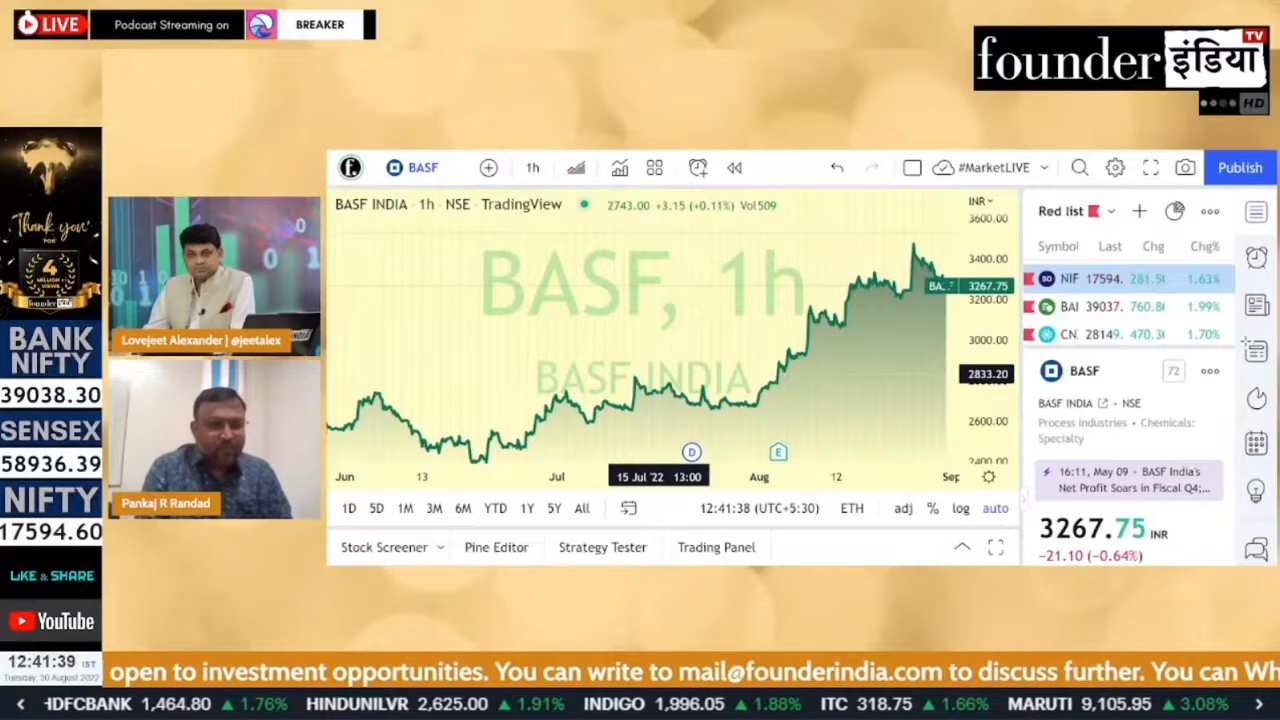 LIVE
Podcast Streaming on
BREAKER
founder इंडिया TV
HD
Thank you
FOR
4
MILLION+
VIEWS
BANK
NIFTY
39038.30
SENSEX
58936.39
NIFTY
17594.60
LIKE & SHARE
YouTube
12:41:39 IST
Tuesday, 30 August 2022
Lovejeet Alexander | @jeetalex
Pankaj R Randad
f.
BASF
1h
#MarketLIVE
Publish
BASF INDIA · 1h · NSE · TradingView
2743.00 +3.15 (+0.11%) Vol509
INR
BASF, 1h
BASF INDIA
3600.00
3400.00
BA..? 3267.75
3200.00
3000.00
2833.20
2600.00
2400.00
D
E
Jun
13
Jul
15 Jul '22 13:00
Aug
12
Sep
1D 5D 1M 3M 6M YTD 1Y 5Y All
12:41:38 (UTC+5:30)
ETH
adj % log auto
Stock Screener
Pine Editor
Strategy Tester
Trading Panel
Red list
Symbol Last Chg Chg%
50 NIF 17594. 281.5 1.63%
BAI 39037. 760.8 1.99%
CN 28149. 470.3 1.70%
BASF
72
BASF INDIA · NSE
Process Industries · Chemicals:
Specialty
16:11, May 09 · BASF India's
Net Profit Soars in Fiscal Q4;...
3267.75 INR
−21.10 (−0.64%)
open to investment opportunities. You can write to mail@founderindia.com to discuss further. You can Wh
HDFCBANK 1,464.80 ▲ 1.76% HINDUNILVR 2,625.00 ▲ 1.91% INDIGO 1,996.05 ▲ 1.88% ITC 318.75 ▲ 1.66% MARUTI 9,105.95 ▲ 3.08%